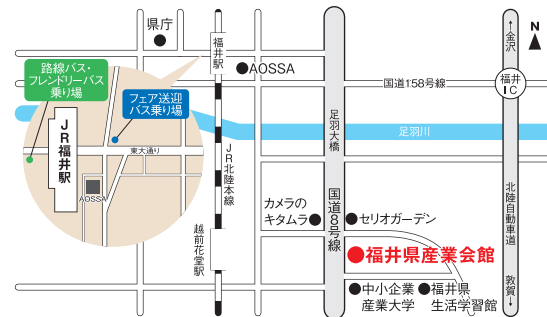 県庁
福井駅
AOSSA
路線バス・
フレンドリーバス
乗り場
フェア送迎
バス乗り場
JR福井駅
東大通り
AOSSA
国道158号線
足羽大橋
足羽川
←金沢
N
福井
IC
JR北陸本線
越前花堂駅
カメラの
キタムラ
国道8号線
セリオガーデン
北陸自動車道
敦賀→
福井県産業会館
中小企業
産業大学
福井県
生活学習館